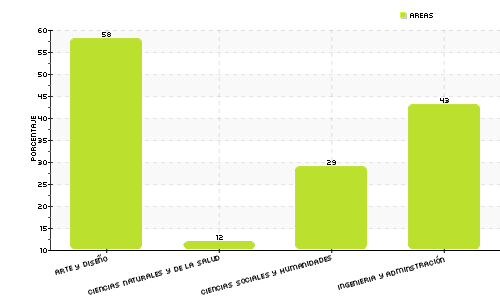 AREAS
60
58
55
50
45
43
40
35
PORCENTAJE
30
29
25
20
15
12
10
ARTE Y DISEÑO
CIENCIAS NATURALES Y DE LA SALUD
CIENCIAS SOCIALES Y HUMANIDADES
INGENIERIA Y ADMINSTRACIÓN